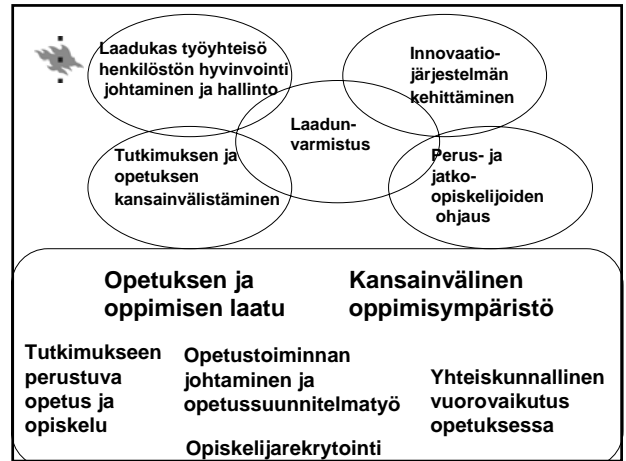 Laadukas työyhteisö
henkilöstön hyvinvointi
johtaminen ja hallinto
Innovaatio-
järjestelmän
kehittäminen
Laadun-
varmistus
Tutkimuksen ja
opetuksen
kansainvälistäminen
Perus- ja
jatko-
opiskelijoiden
ohjaus
Opetuksen ja
oppimisen laatu
Kansainvälinen
oppimisympäristö
Tutkimukseen
perustuva
opetus ja
opiskelu
Opetustoiminnan
johtaminen ja
opetussuunnitelmatyö
Opiskelijarekrytointi
Yhteiskunnallinen
vuorovaikutus
opetuksessa